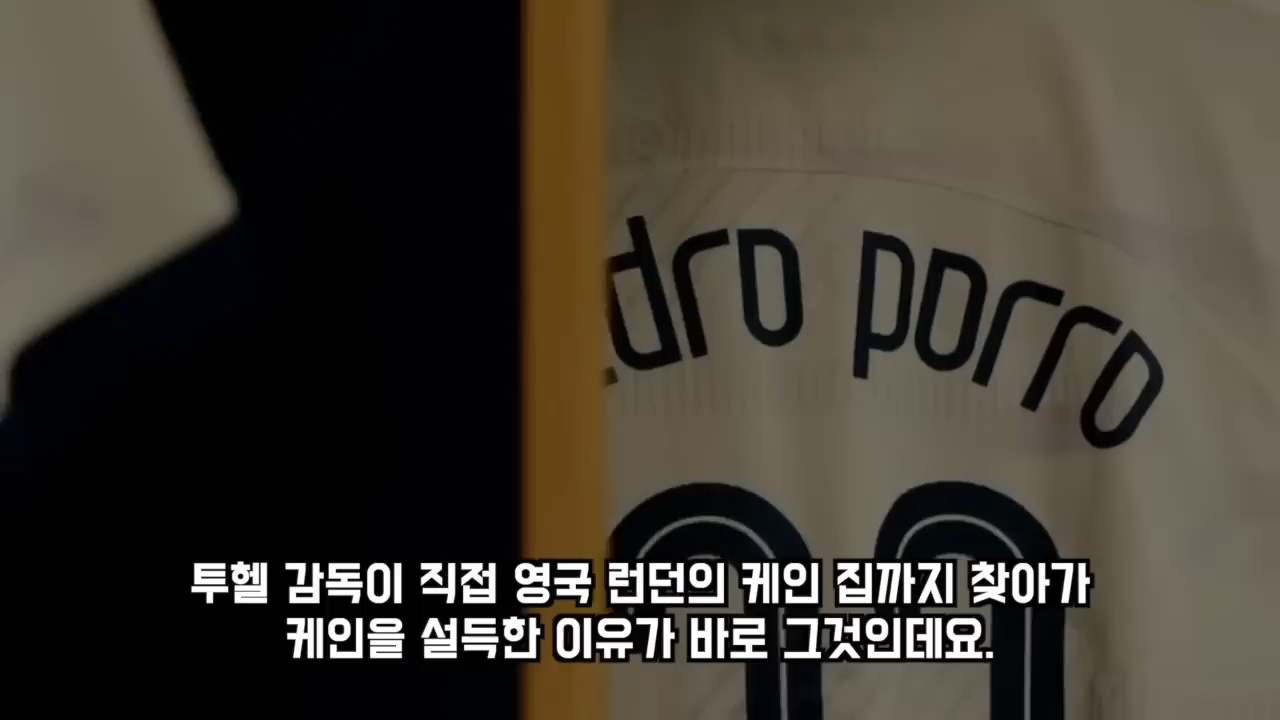 dro porro
투헬 감독이 직접 영국 런던의 케인 집까지 찾아가
케인을 설득한 이유가 바로 그것인데요.